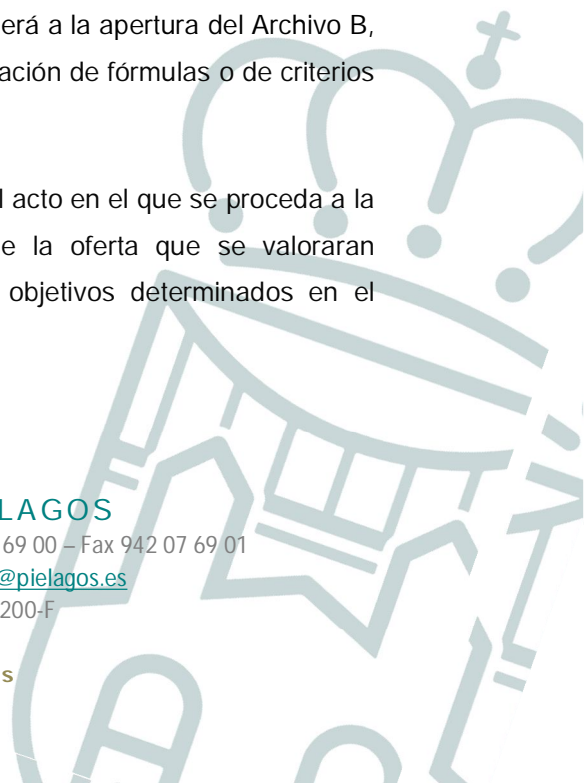 erá a la apertura del Archivo B,
ación de fórmulas o de criterios
l acto en el que se proceda a la
e la oferta que se valoraran
objetivos determinados en el
LAGOS
69 00 – Fax 942 07 69 01
@pielagos.es
200-F
s